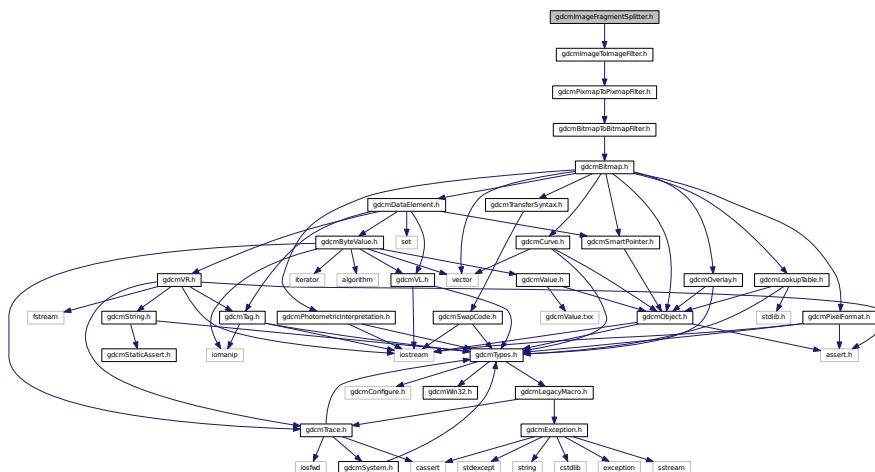 gdcmImageFragmentSplitter.h
gdcmImageToImageFilter.h
gdcmPixmapToPixmapFilter.h
gdcmBitmapToBitmapFilter.h
gdcmBitmap.h
gdcmDataElement.h
gdcmTransferSyntax.h
gdcmByteValue.h
set
gdcmCurve.h
gdcmSmartPointer.h
gdcmVR.h
iterator
algorithm
gdcmVL.h
vector
gdcmValue.h
gdcmOverlay.h
gdcmLookupTable.h
fstream
gdcmString.h
gdcmTag.h
gdcmPhotometricInterpretation.h
gdcmSwapCode.h
gdcmValue.txx
gdcmObject.h
stdlib.h
gdcmPixelFormat.h
gdcmStaticAssert.h
iomanip
iostream
gdcmTypes.h
assert.h
gdcmConfigure.h
gdcmWin32.h
gdcmLegacyMacro.h
gdcmTrace.h
gdcmException.h
iosfwd
gdcmSystem.h
cassert
stdexcept
string
cstdlib
exception
sstream